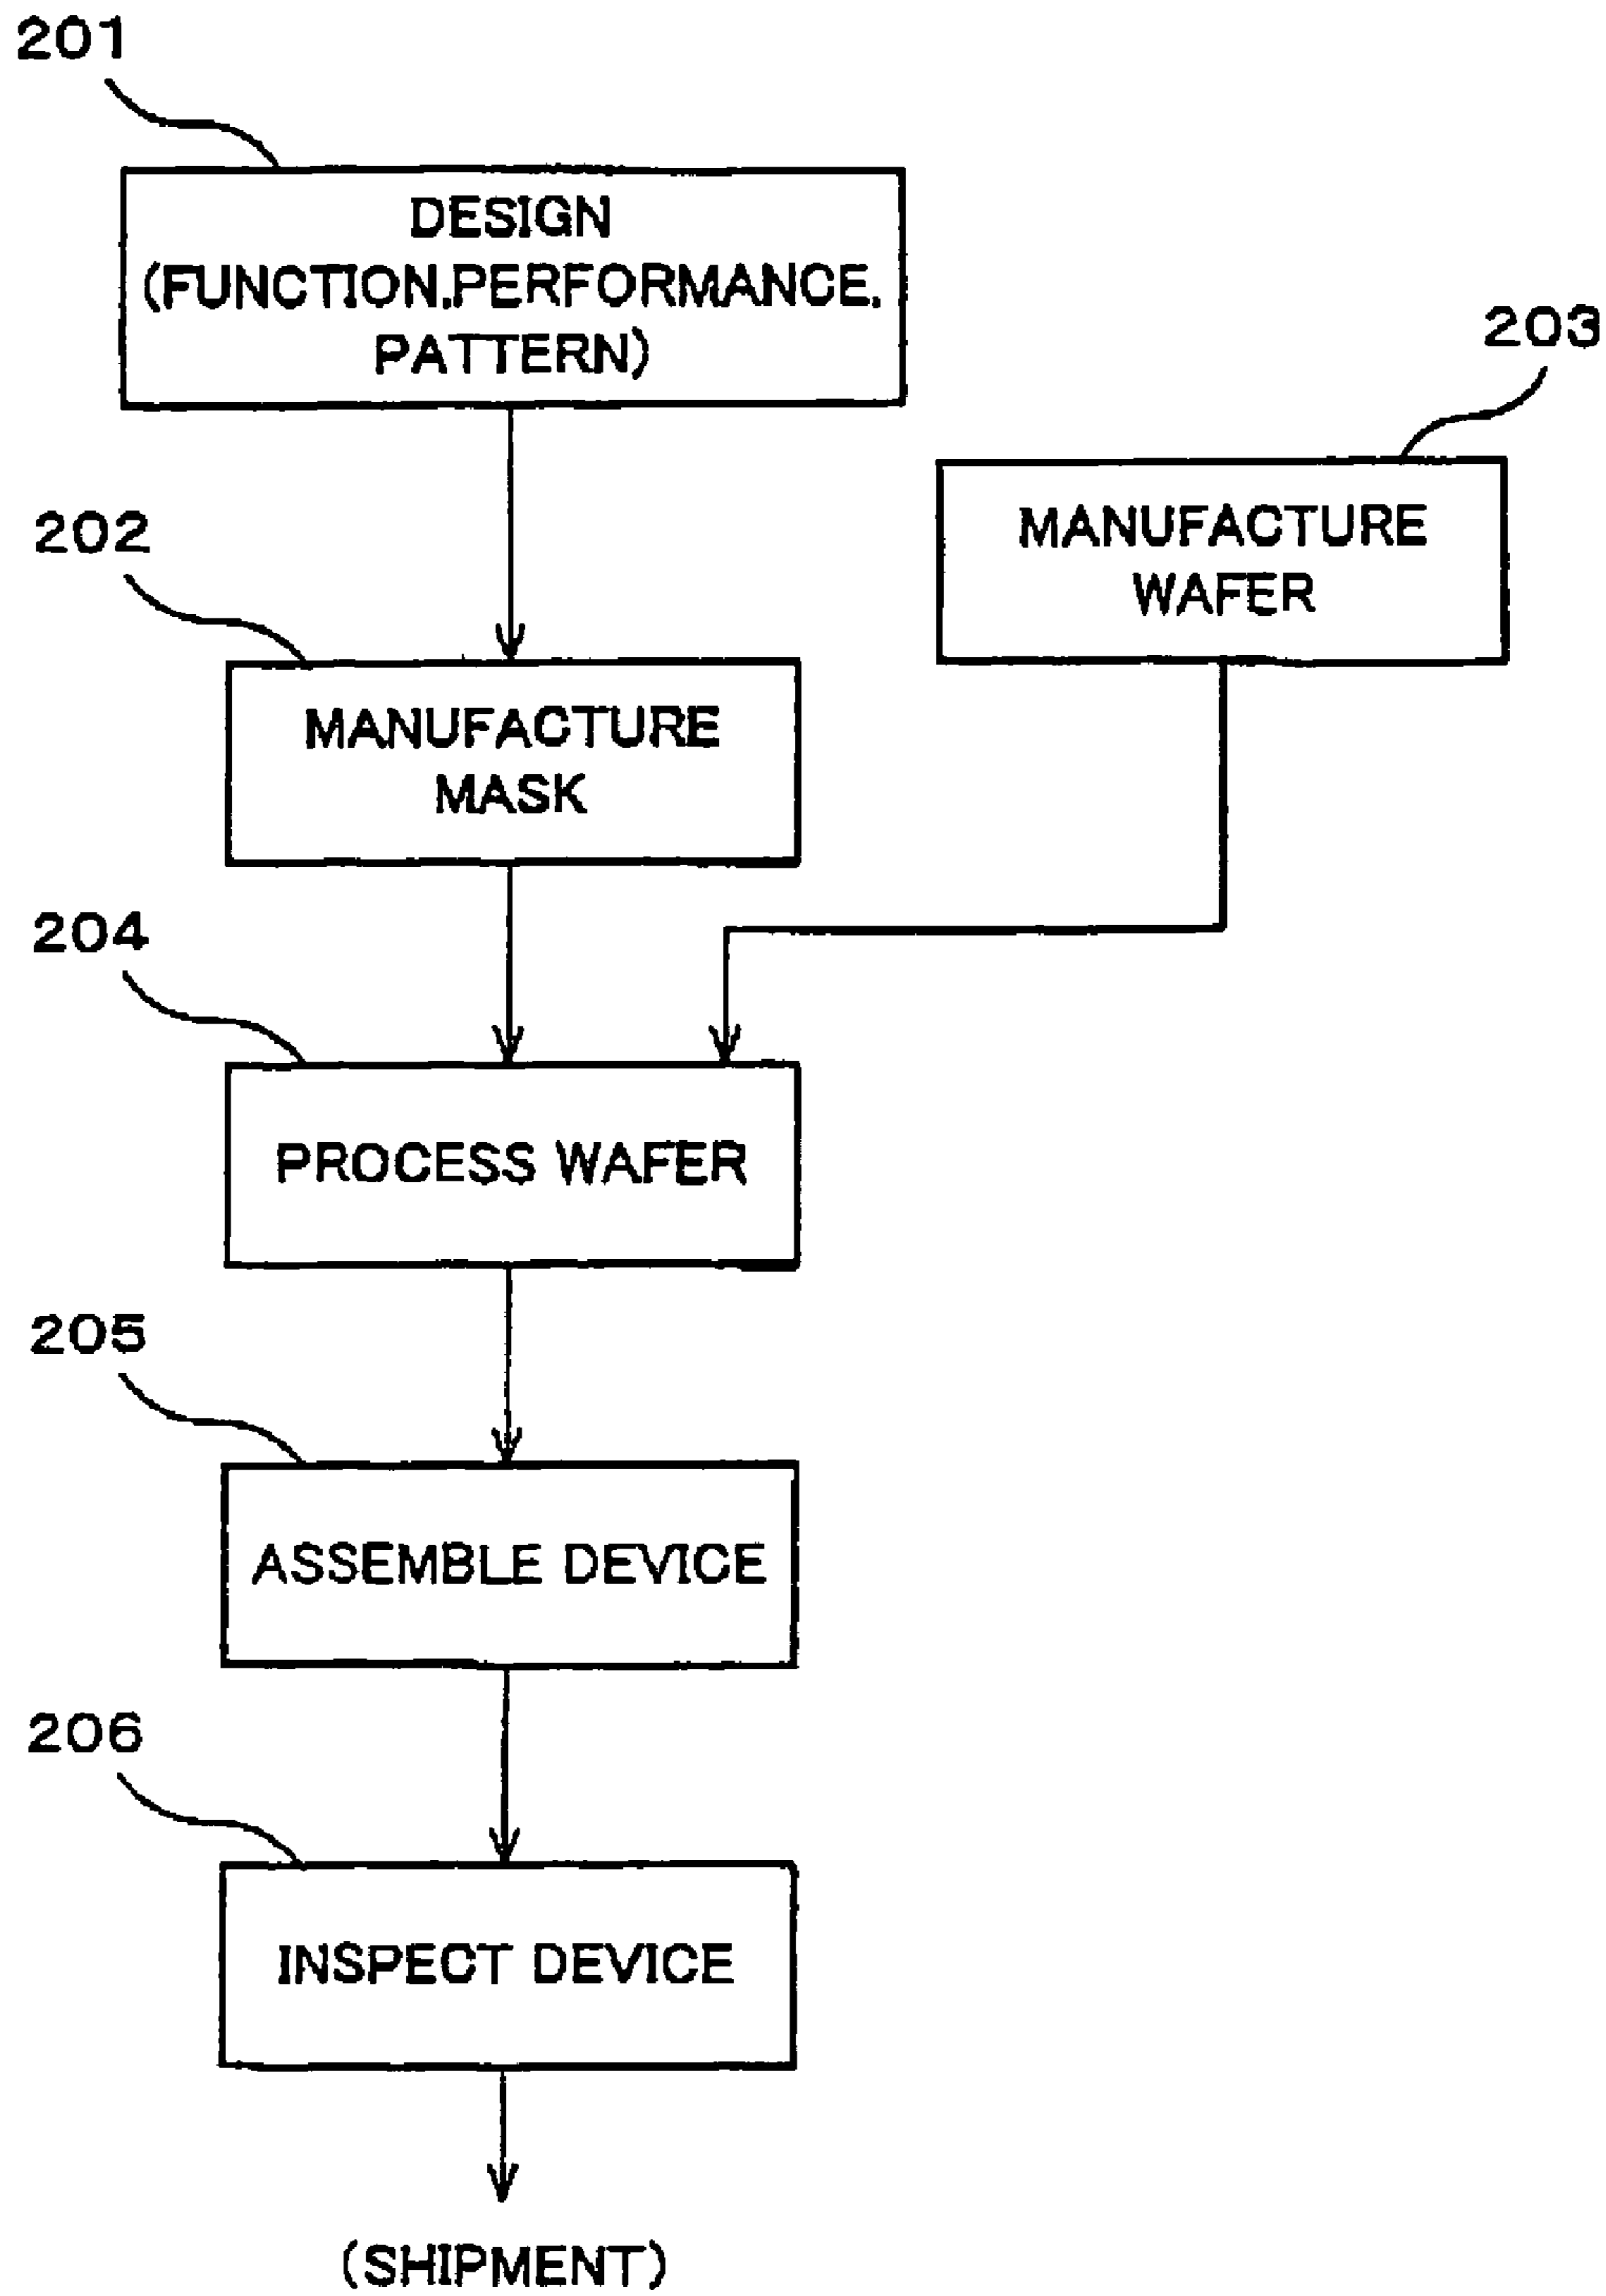 201
DESIGN
(FUNCTION,PERFORMANCE,
PATTERN)
203
MANUFACTURE
WAFER
202
MANUFACTURE
MASK
204
PROCESS WAFER
205
ASSEMBLE DEVICE
206
INSPECT DEVICE
(SHIPMENT)